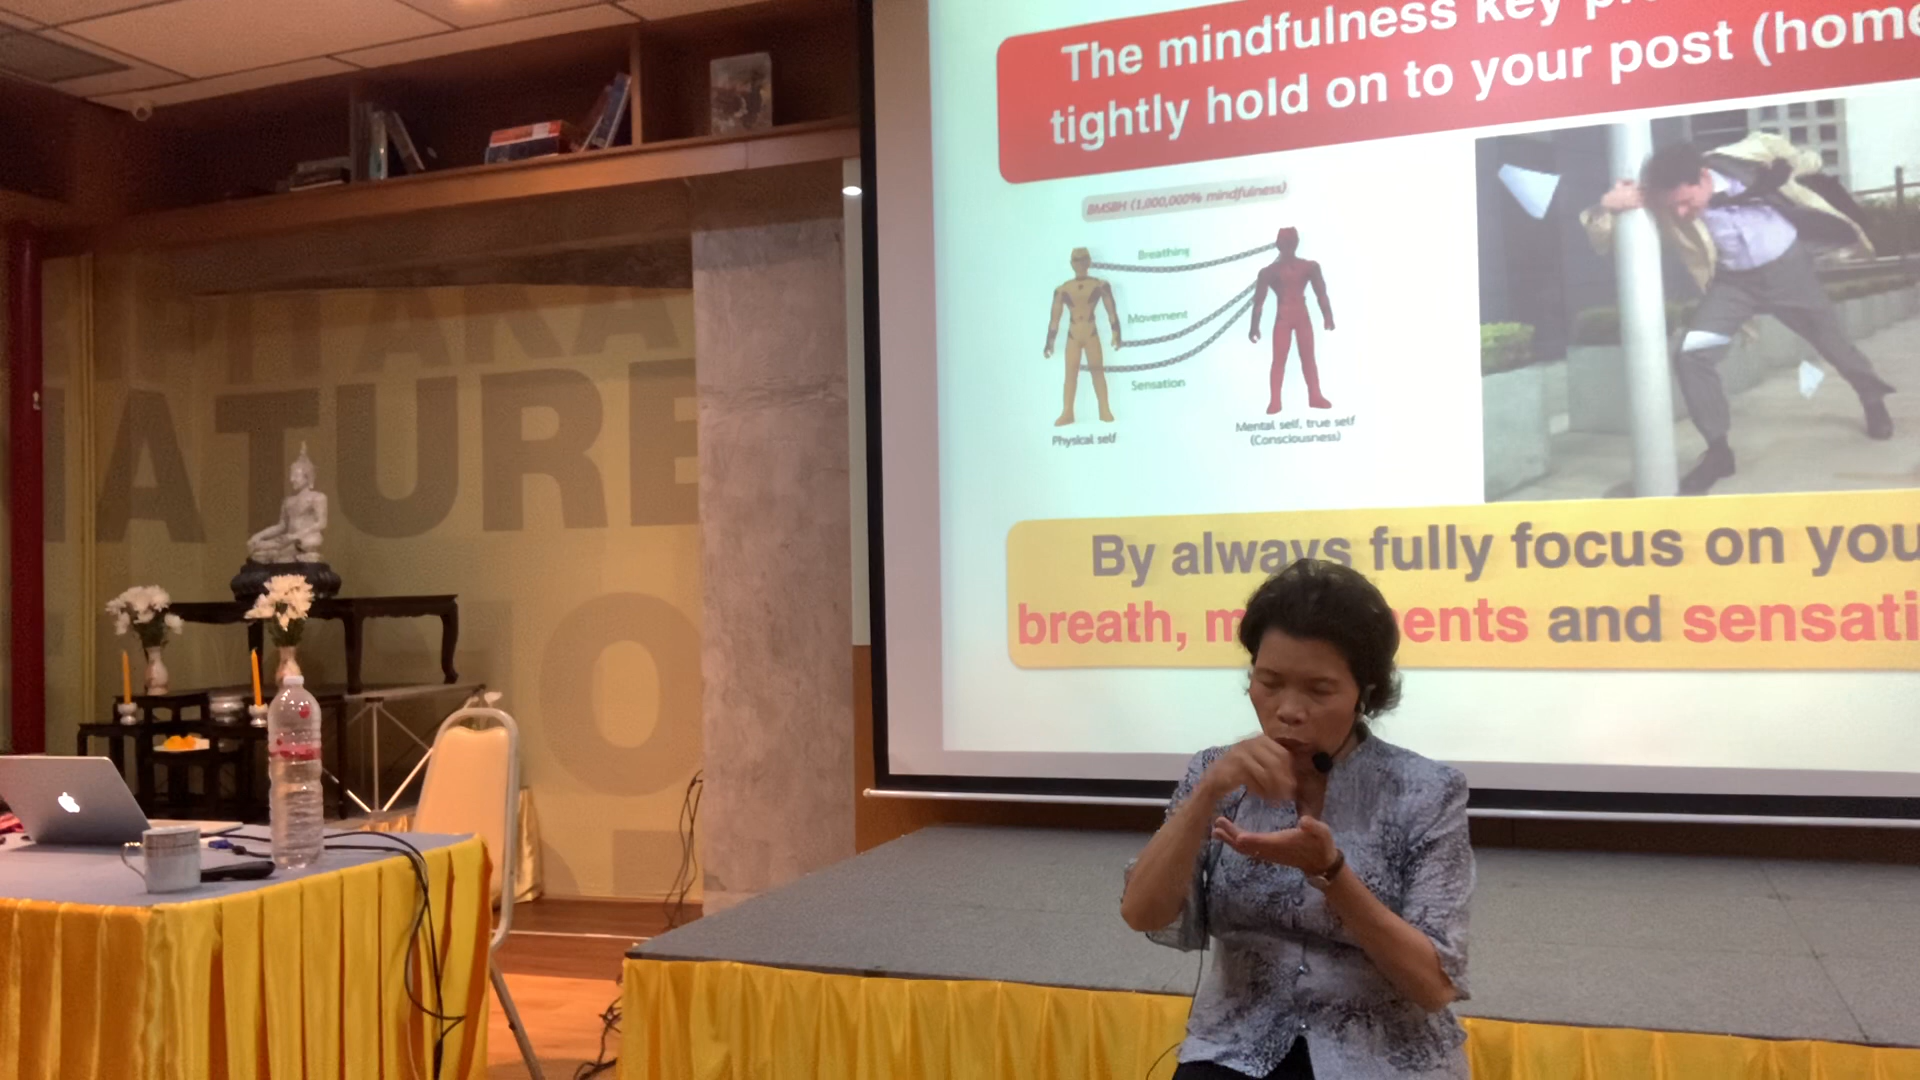 The mindfulness key
tightly hold on to your post (home
BMSBH (1,000,000% mindfulness)
Breathing
Movement
Sensation
Physical self
Mental self, true self
(Consciousness)
By always fully focus on you
breath, m ents and sensati
NATURE